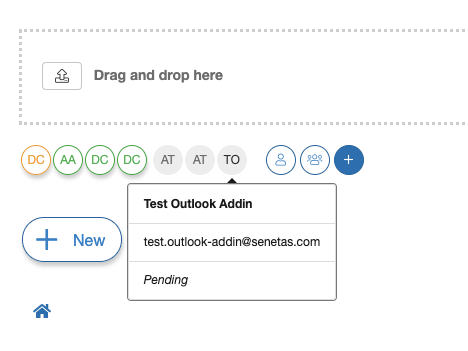 Drag and drop here
DC AA DC DC AT AT TO +
Test Outlook Addin
test.outlook-addin@senetas.com
Pending
+ New